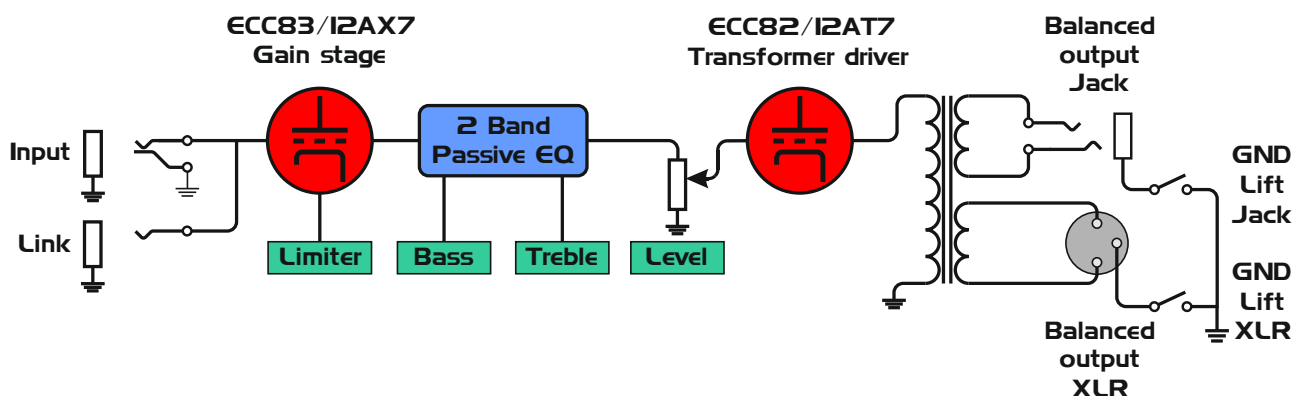 ECC83/12AX7
Gain stage
ECC82/12AT7
Transformer driver
Balanced
output
Jack
Input
2 Band
Passive EQ
GND
Lift
Jack
Link
Limiter
Bass
Treble
Level
GND
Lift
XLR
Balanced
output
XLR